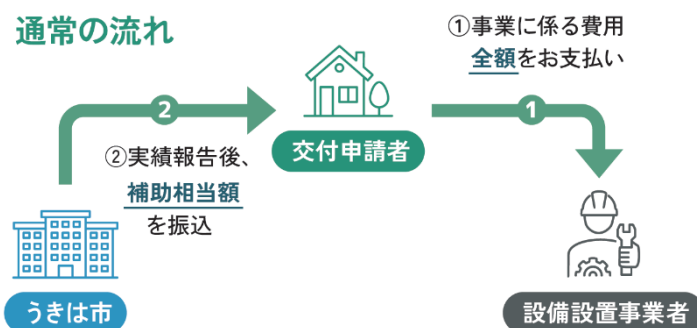 通常の流れ
①事業に係る費用
全額をお支払い
2
1
交付申請者
②実績報告後、
補助相当額
を振込
うきは市
設備設置事業者